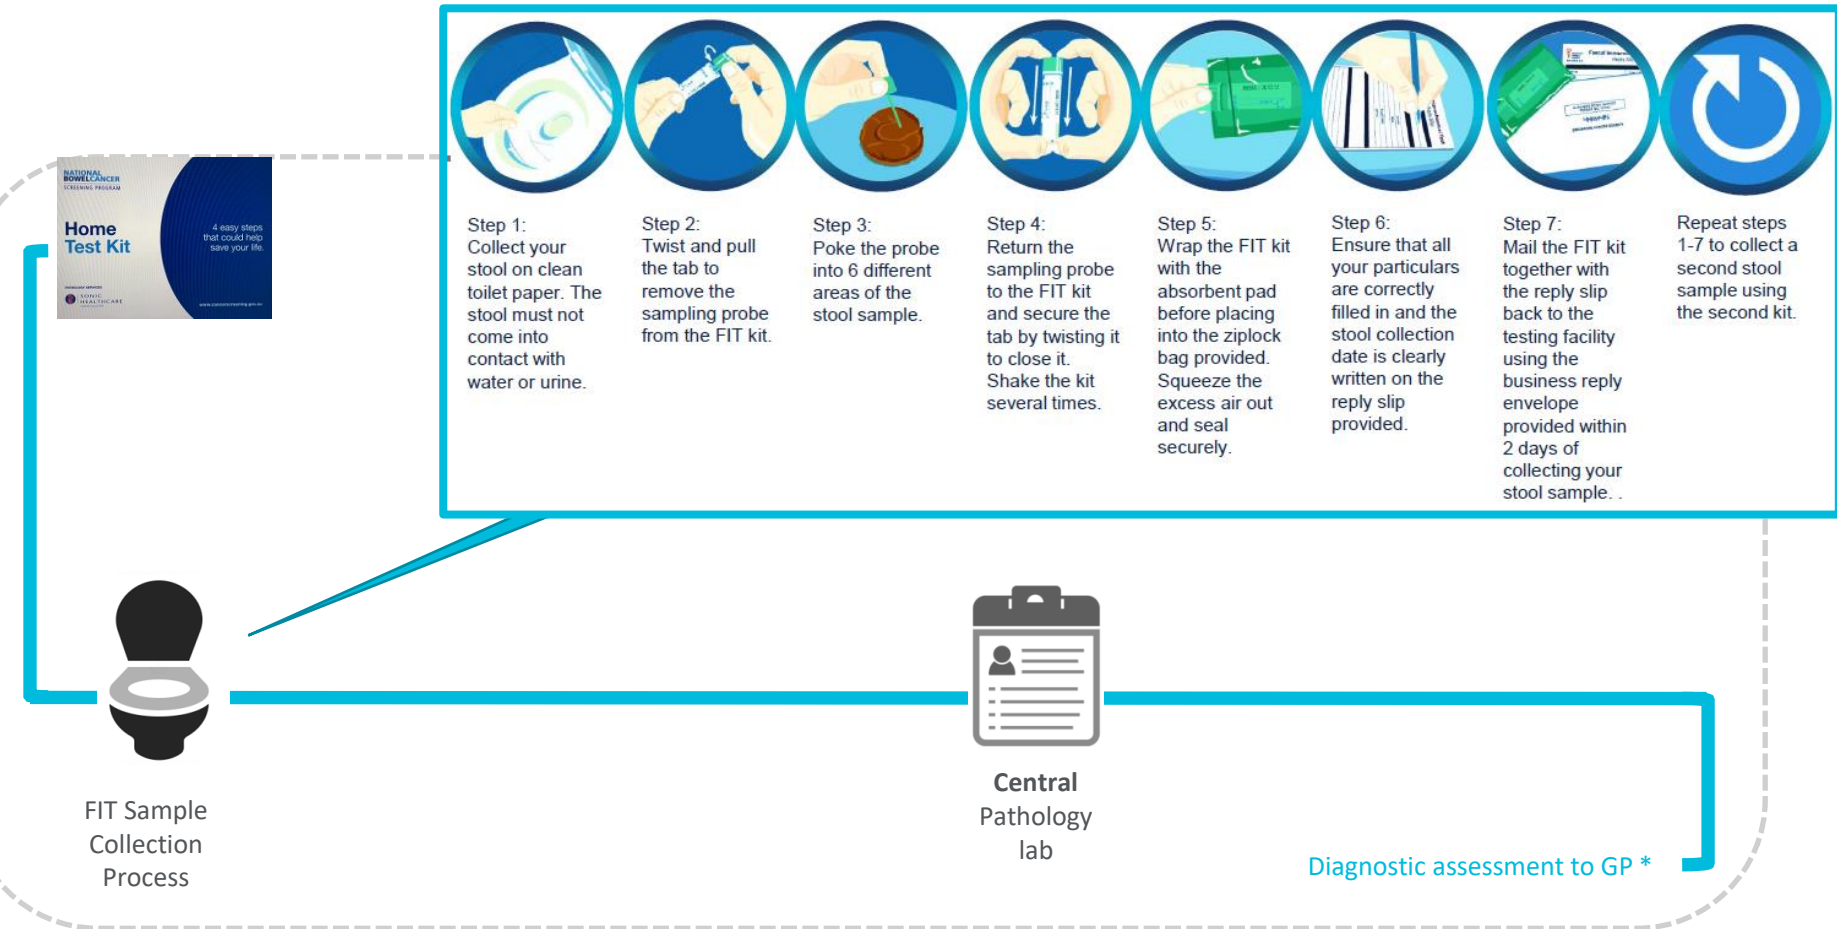 NATIONAL
BOWELCANCER
SCREENING PROGRAM
Home
Test Kit
4 easy steps
that could help
save your life.
PATHOLOGY SERVICES
SONIC
HEALTHCARE
www.cancerscreening.gov.au
Step 1:
Collect your
stool on clean
toilet paper. The
stool must not
come into
contact with
water or urine.
Step 2:
Twist and pull
the tab to
remove the
sampling probe
from the FIT kit.
Step 3:
Poke the probe
into 6 different
areas of the
stool sample.
Step 4:
Return the
sampling probe
to the FIT kit
and secure the
tab by twisting it
to close it.
Shake the kit
several times.
Step 5:
Wrap the FIT kit
with the
absorbent pad
before placing
into the ziplock
bag provided.
Squeeze the
excess air out
and seal
securely.
Step 6:
Ensure that all
your particulars
are correctly
filled in and the
stool collection
date is clearly
written on the
reply slip
provided.
Step 7:
Mail the FIT kit
together with
the reply slip
back to the
testing facility
using the
business reply
envelope
provided within
2 days of
collecting your
stool sample. .
Repeat steps
1-7 to collect a
second stool
sample using
the second kit.
FIT Sample
Collection
Process
Central
Pathology
lab
Diagnostic assessment to GP *